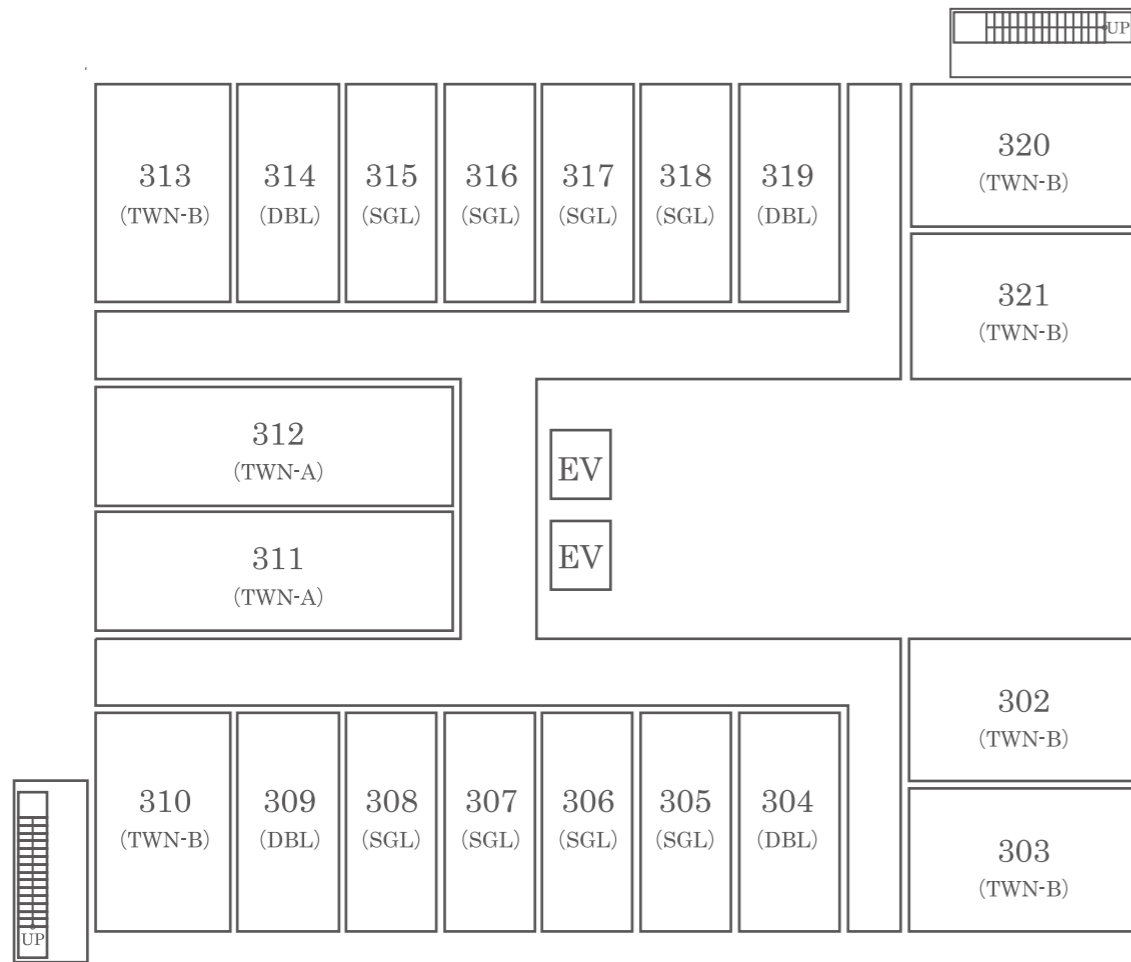 UP
313
(TWN-B)
314
(DBL)
315
(SGL)
316
(SGL)
317
(SGL)
318
(SGL)
319
(DBL)
320
(TWN-B)
321
(TWN-B)
312
(TWN-A)
EV
311
(TWN-A)
EV
302
(TWN-B)
310
(TWN-B)
309
(DBL)
308
(SGL)
307
(SGL)
306
(SGL)
305
(SGL)
304
(DBL)
303
(TWN-B)
UP